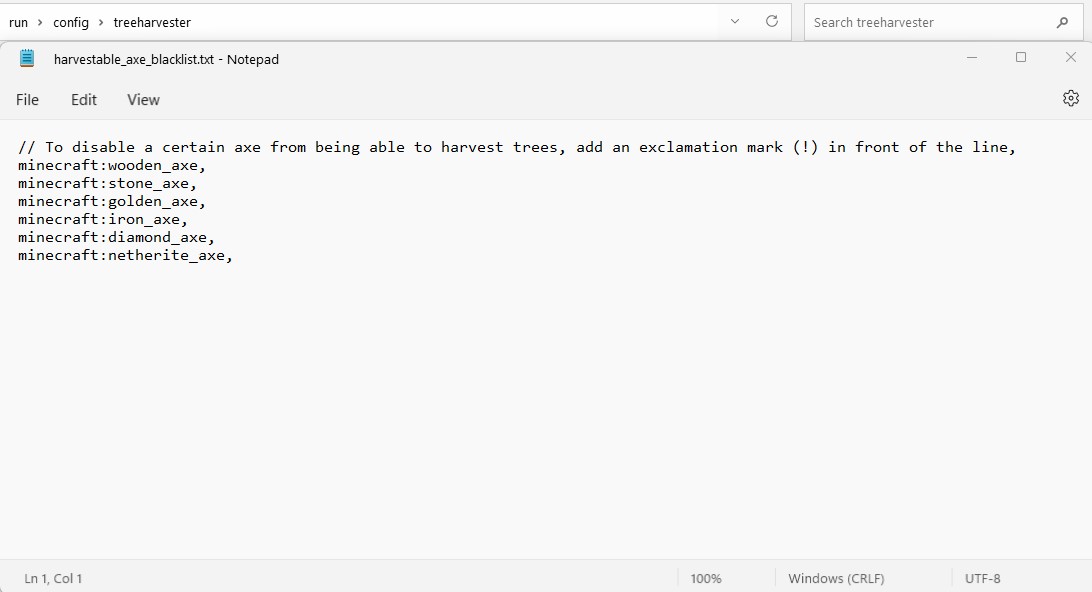 run > config > treeharvester
Search treeharvester
harvestable_axe_blacklist.txt - Notepad
File Edit View
// To disable a certain axe from being able to harvest trees, add an exclamation mark (!) in front of the line,
minecraft:wooden_axe,
minecraft:stone_axe,
minecraft:golden_axe,
minecraft:iron_axe,
minecraft:diamond_axe,
minecraft:netherite_axe,
Ln 1, Col 1 100% Windows (CRLF) UTF-8